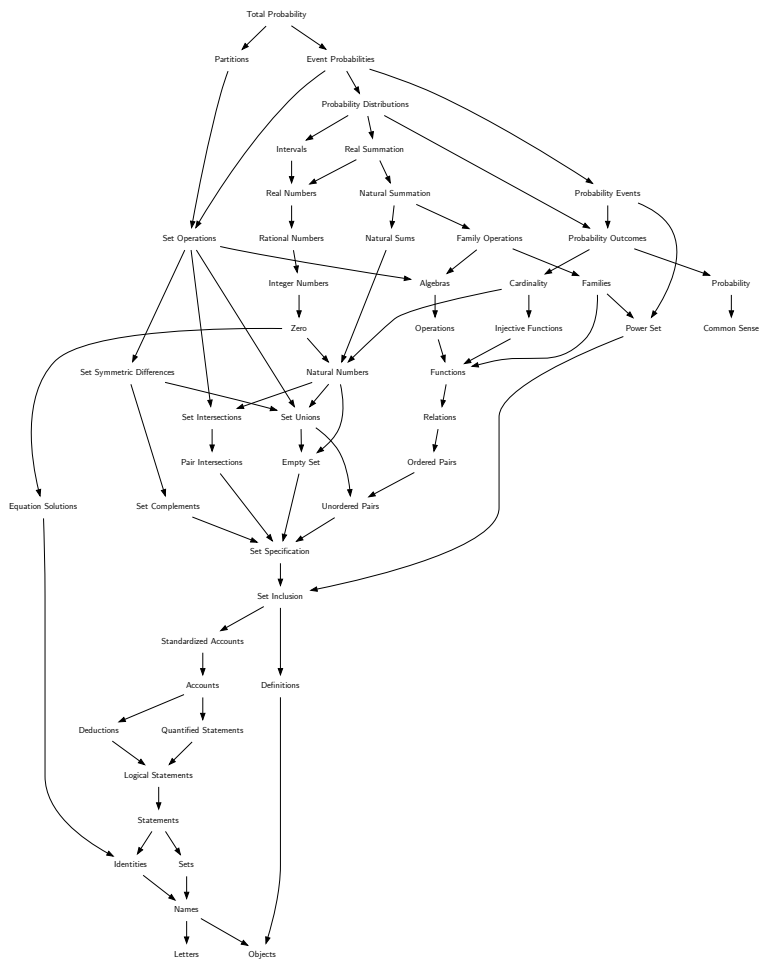 Total Probability
Partitions
Event Probabilities
Probability Distributions
Intervals
Real Summation
Real Numbers
Natural Summation
Probability Events
Set Operations
Rational Numbers
Natural Sums
Family Operations
Probability Outcomes
Integer Numbers
Algebras
Cardinality
Families
Probability
Zero
Operations
Injective Functions
Power Set
Common Sense
Set Symmetric Differences
Natural Numbers
Functions
Set Intersections
Set Unions
Relations
Pair Intersections
Empty Set
Ordered Pairs
Equation Solutions
Set Complements
Unordered Pairs
Set Specification
Set Inclusion
Standardized Accounts
Accounts
Definitions
Deductions
Quantified Statements
Logical Statements
Statements
Identities
Sets
Names
Letters
Objects